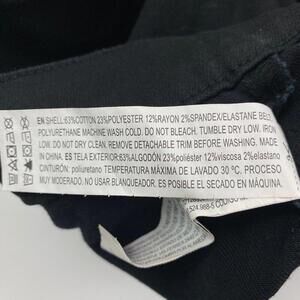 EN SHELL:63%COTTON 23%POLYESTER 12%RAYON 2%SPANDEX/ELASTANE BELT
POLYURETHANE MACHINE WASH COLD. DO NOT BLEACH. TUMBLE DRY LOW. IRON
LOW. DO NOT DRY CLEAN. REMOVE DETACHABLE TRIM BEFORE WASHING. MADE
IN CHINA. ES TELA EXTERIOR:63%ALGODÓN 23%poliéster 12%viscosa 2%elastano
CINTURÓN: poliuretano TEMPERATURA MÁXIMA DE LAVADO 30 ºC. PROCESO
MUY MODERADO. NO USAR BLANQUEADOR. ES POSIBLE EL SECADO EN MÁQUINA.